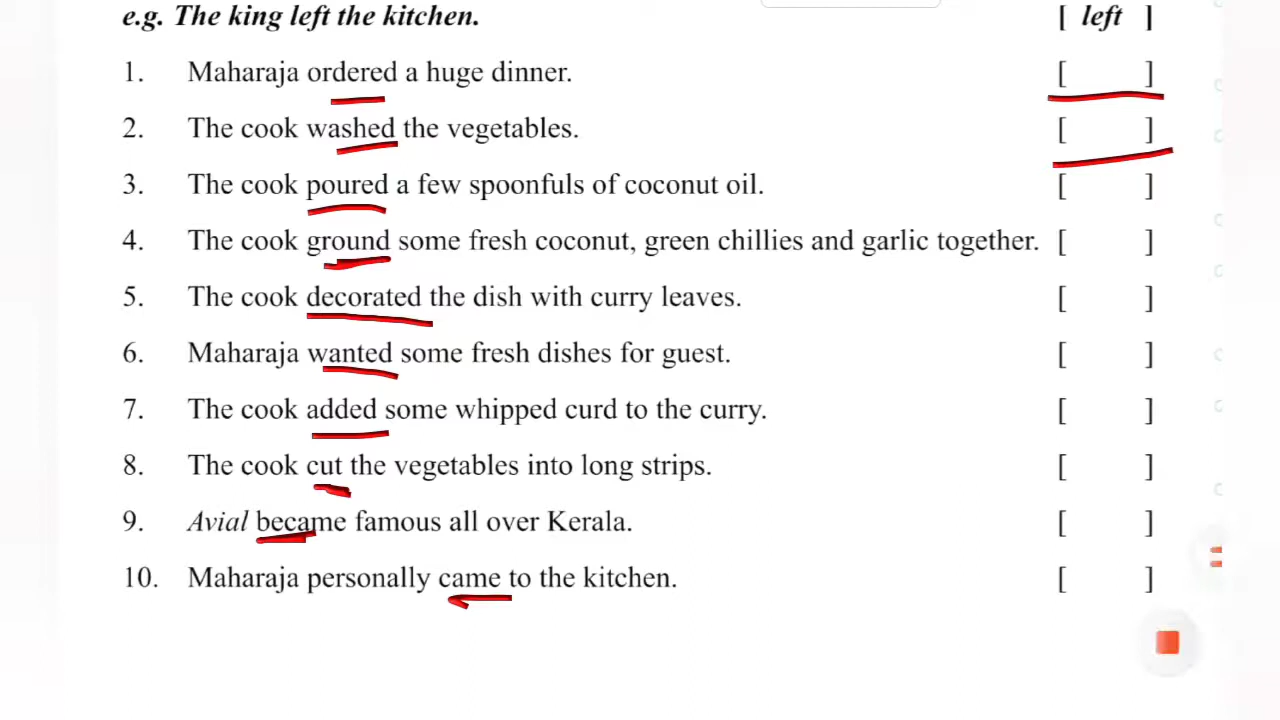 e.g. The king left the kitchen. [ left ]
1. Maharaja ordered a huge dinner. [ ]
2. The cook washed the vegetables. [ ]
3. The cook poured a few spoonfuls of coconut oil. [ ]
4. The cook ground some fresh coconut, green chillies and garlic together. [ ]
5. The cook decorated the dish with curry leaves. [ ]
6. Maharaja wanted some fresh dishes for guest. [ ]
7. The cook added some whipped curd to the curry. [ ]
8. The cook cut the vegetables into long strips. [ ]
9. Avial became famous all over Kerala. [ ]
10. Maharaja personally came to the kitchen. [ ]